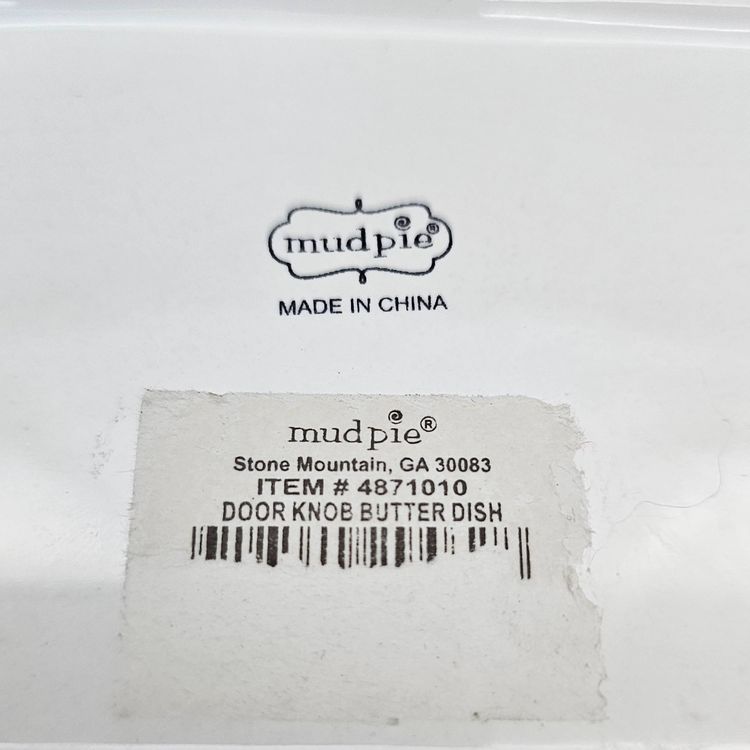 mudpie®
MADE IN CHINA
mudpie®
Stone Mountain, GA 30083
ITEM # 4871010
DOOR KNOB BUTTER DISH